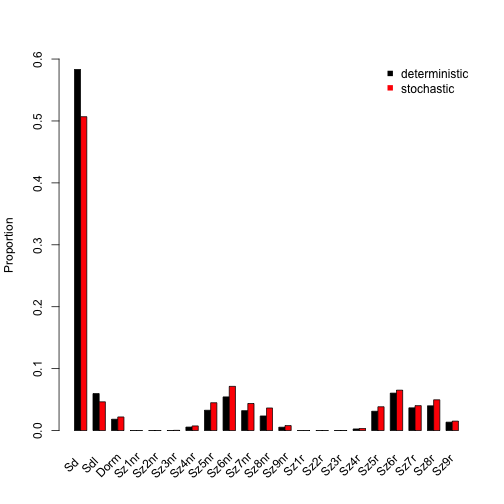 deterministic
stochastic
Proportion
0.6
0.5
0.4
0.3
0.2
0.1
0.0
Sd
Sdl
Dorm
Sz1nr
Sz2nr
Sz3nr
Sz4nr
Sz5nr
Sz6nr
Sz7nr
Sz8nr
Sz9nr
Sz1r
Sz2r
Sz3r
Sz4r
Sz5r
Sz6r
Sz7r
Sz8r
Sz9r